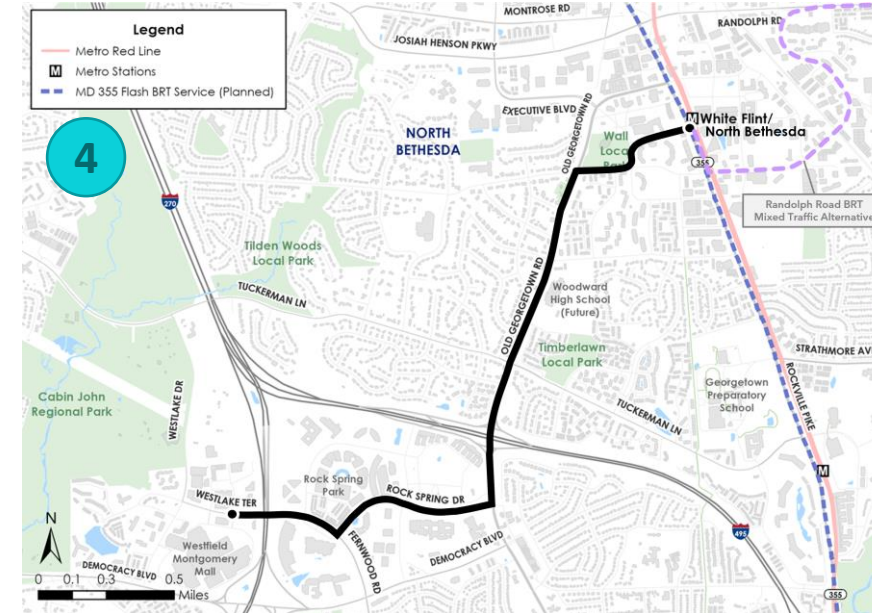 Legend
Metro Red Line
M Metro Stations
MD 355 Flash BRT Service (Planned)
4
MONTROSE RD
RANDOLPH RD
JOSIAH HENSON PKWY
EXECUTIVE BLVD
OLD GEORGETOWN RD
NORTH
BETHESDA
Wall
Local
Park
M
White Flint/
North Bethesda
355
270
Randolph Road BRT
Mixed Traffic Alternative
Tilden Woods
Local Park
TUCKERMAN LN
OLD GEORGETOWN RD
Woodward
High School
(Future)
Timberlawn
Local Park
STRATHMORE AVE
ROCKVILLE PIKE
Georgetown
Preparatory
School
TUCKERMAN LN
Cabin John
Regional Park
WESTLAKE DR
M
Rock Spring
Park
ROCK SPRING DR
WESTLAKE TER
FERNWOOD RD
DEMOCRACY BLVD
495
Westfield
Montgomery
Mall
DEMOCRACY BLVD
N
0 0.1 0.3 0.5
Miles
355